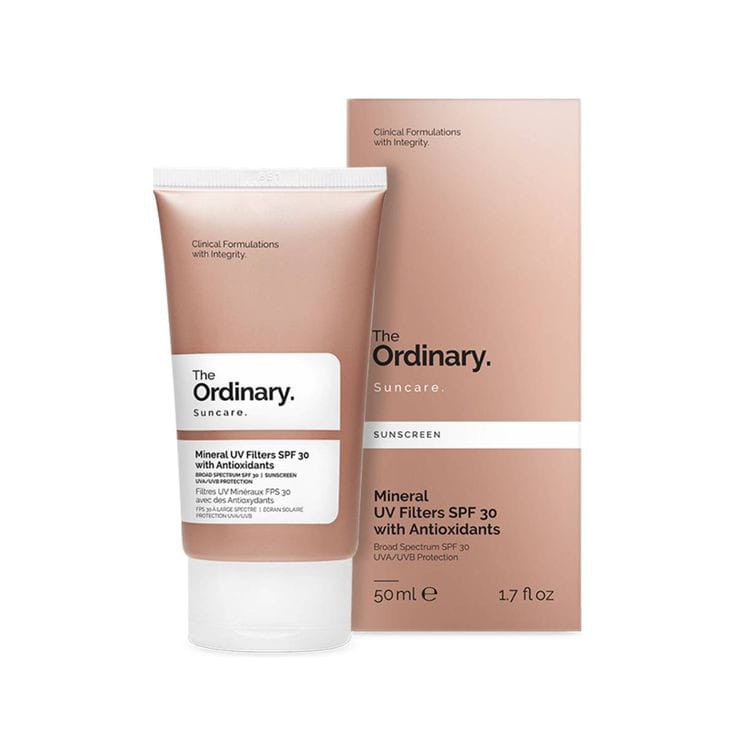 Clinical Formulations
with Integrity.
The
Ordinary.
Suncare.
Mineral UV Filters SPF 30
with Antioxidants
BROAD SPECTRUM SPF 30 | SUNSCREEN
UVA/UVB PROTECTION
Filtres UV Minéraux FPS 30
avec des Antioxydants
FPS 30 À LARGE SPECTRE | ÉCRAN SOLAIRE
PROTECTION UVA/UVB
Clinical Formulations
with Integrity.
The
Ordinary.
Suncare.
SUNSCREEN
Mineral
UV Filters SPF 30
with Antioxidants
Broad Spectrum SPF 30
UVA/UVB Protection
50 ml ℮ 1.7 fl oz